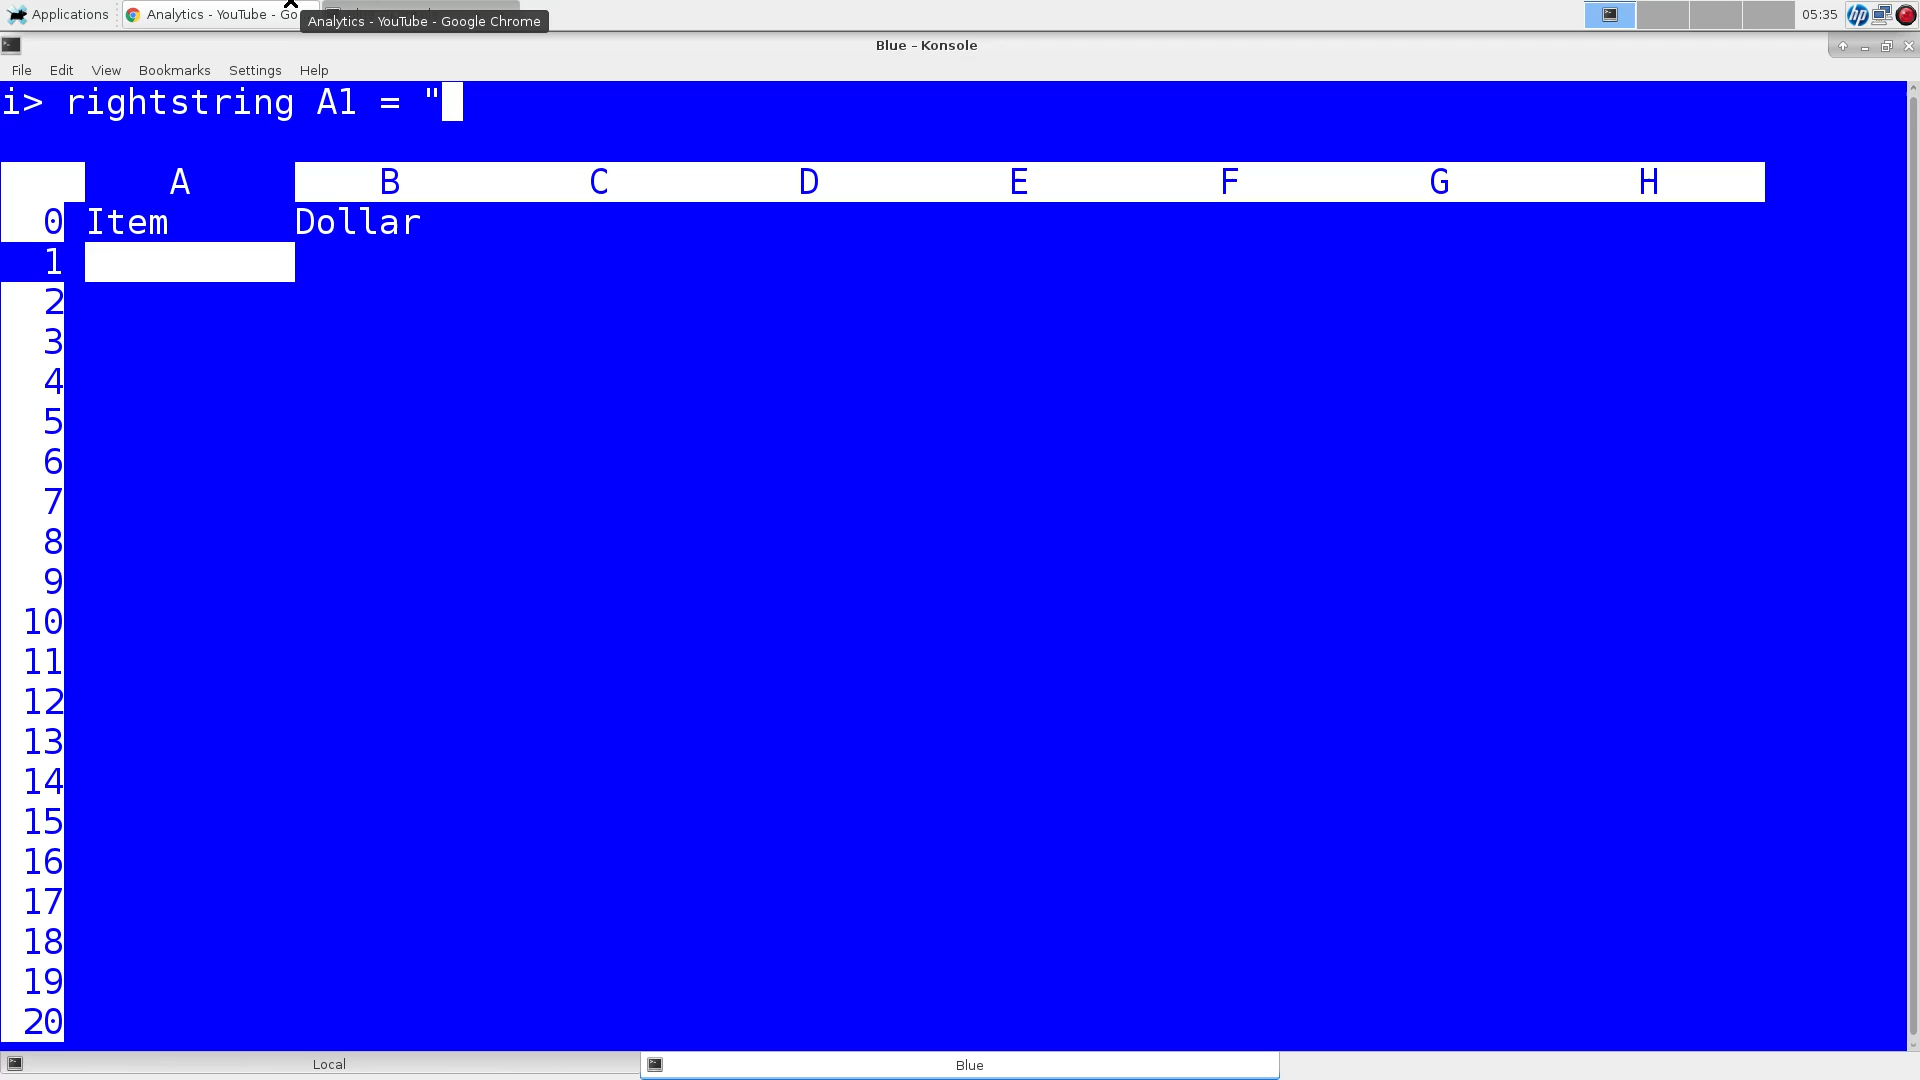 Applications
Analytics - YouTube - Go
Analytics - YouTube - Google Chrome
05:35
hp
Blue – Konsole
File Edit View Bookmarks Settings Help
i> rightstring A1 = "
A B C D E F G H
0 Item Dollar
1
2
3
4
5
6
7
8
9
10
11
12
13
14
15
16
17
18
19
20
Local Blue